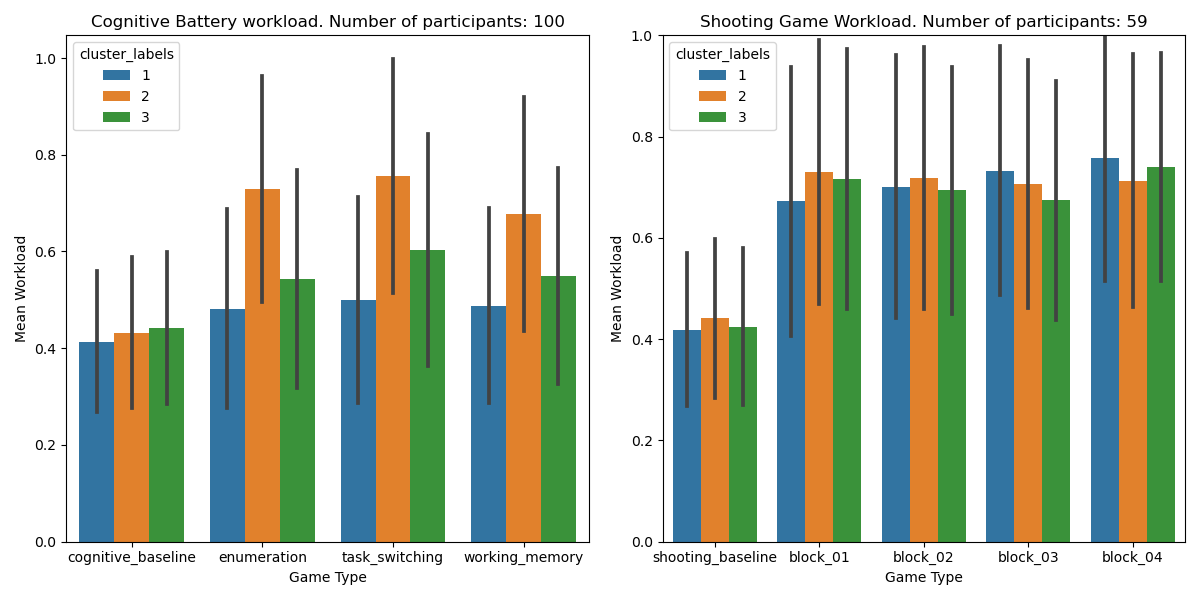 Cognitive Battery workload. Number of participants: 100
cluster_labels
1
2
3
1.0
0.8
0.6
0.4
0.2
0.0
Mean Workload
cognitive_baseline enumeration task_switching working_memory
Game Type
Shooting Game Workload. Number of participants: 59
cluster_labels
1
2
3
1.0
0.8
0.6
0.4
0.2
0.0
Mean Workload
shooting_baseline block_01 block_02 block_03 block_04
Game Type